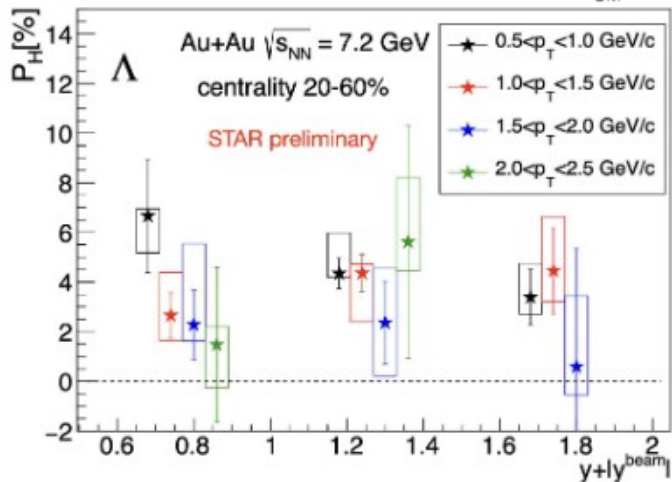 P_H[%]
14
12
10
8
6
4
2
0
−2
Λ
Au+Au √s_NN = 7.2 GeV
centrality 20-60%
STAR preliminary
0.5<p_T<1.0 GeV/c
1.0<p_T<1.5 GeV/c
1.5<p_T<2.0 GeV/c
2.0<p_T<2.5 GeV/c
0.6 0.8 1 1.2 1.4 1.6 1.8 2
y+|y^beam|